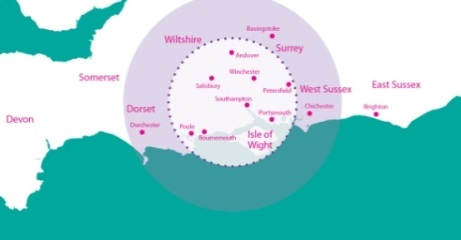 Basingstoke
Wiltshire
Surrey
Andover
Somerset
Salisbury
Winchester
Petersfield
West Sussex
East Sussex
Southampton
Dorset
Portsmouth
Chichester
Brighton
Devon
Dorchester
Poole
Bournemouth
Isle of
Wight